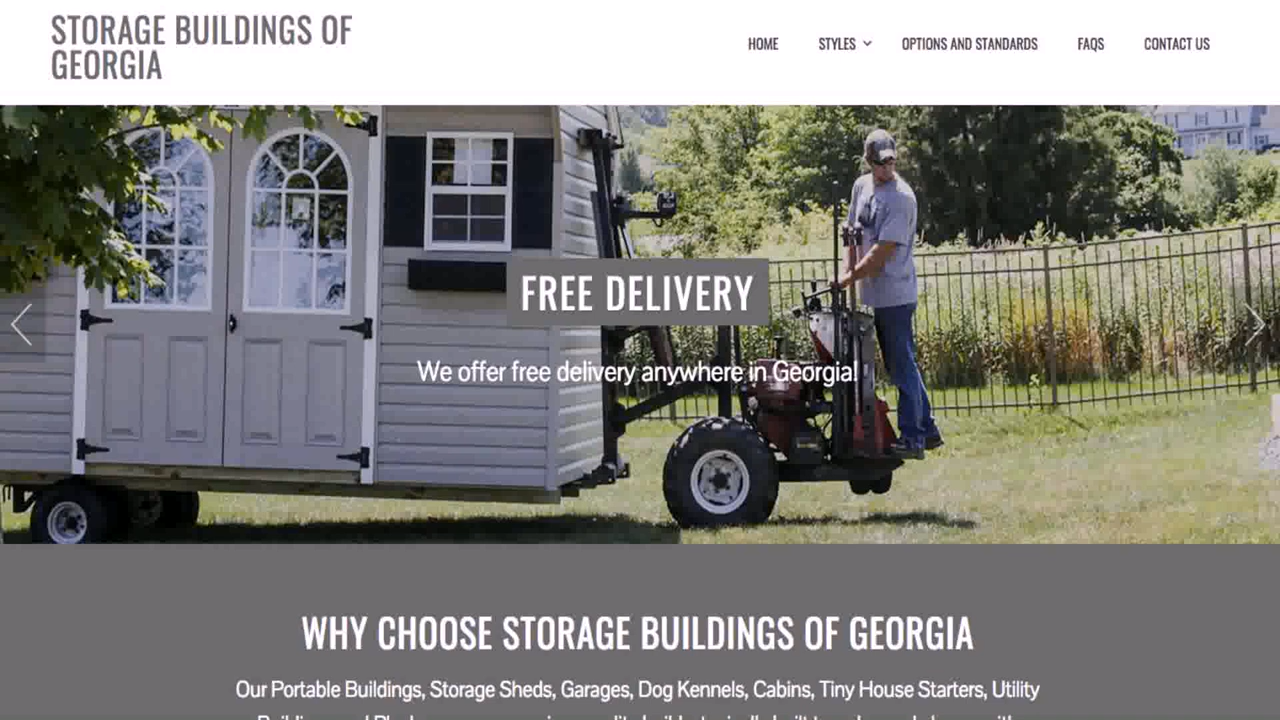 STORAGE BUILDINGS OF
GEORGIA
HOME STYLES OPTIONS AND STANDARDS FAQS CONTACT US
FREE DELIVERY
We offer free delivery anywhere in Georgia!
WHY CHOOSE STORAGE BUILDINGS OF GEORGIA
Our Portable Buildings, Storage Sheds, Garages, Dog Kennels, Cabins, Tiny House Starters, Utility